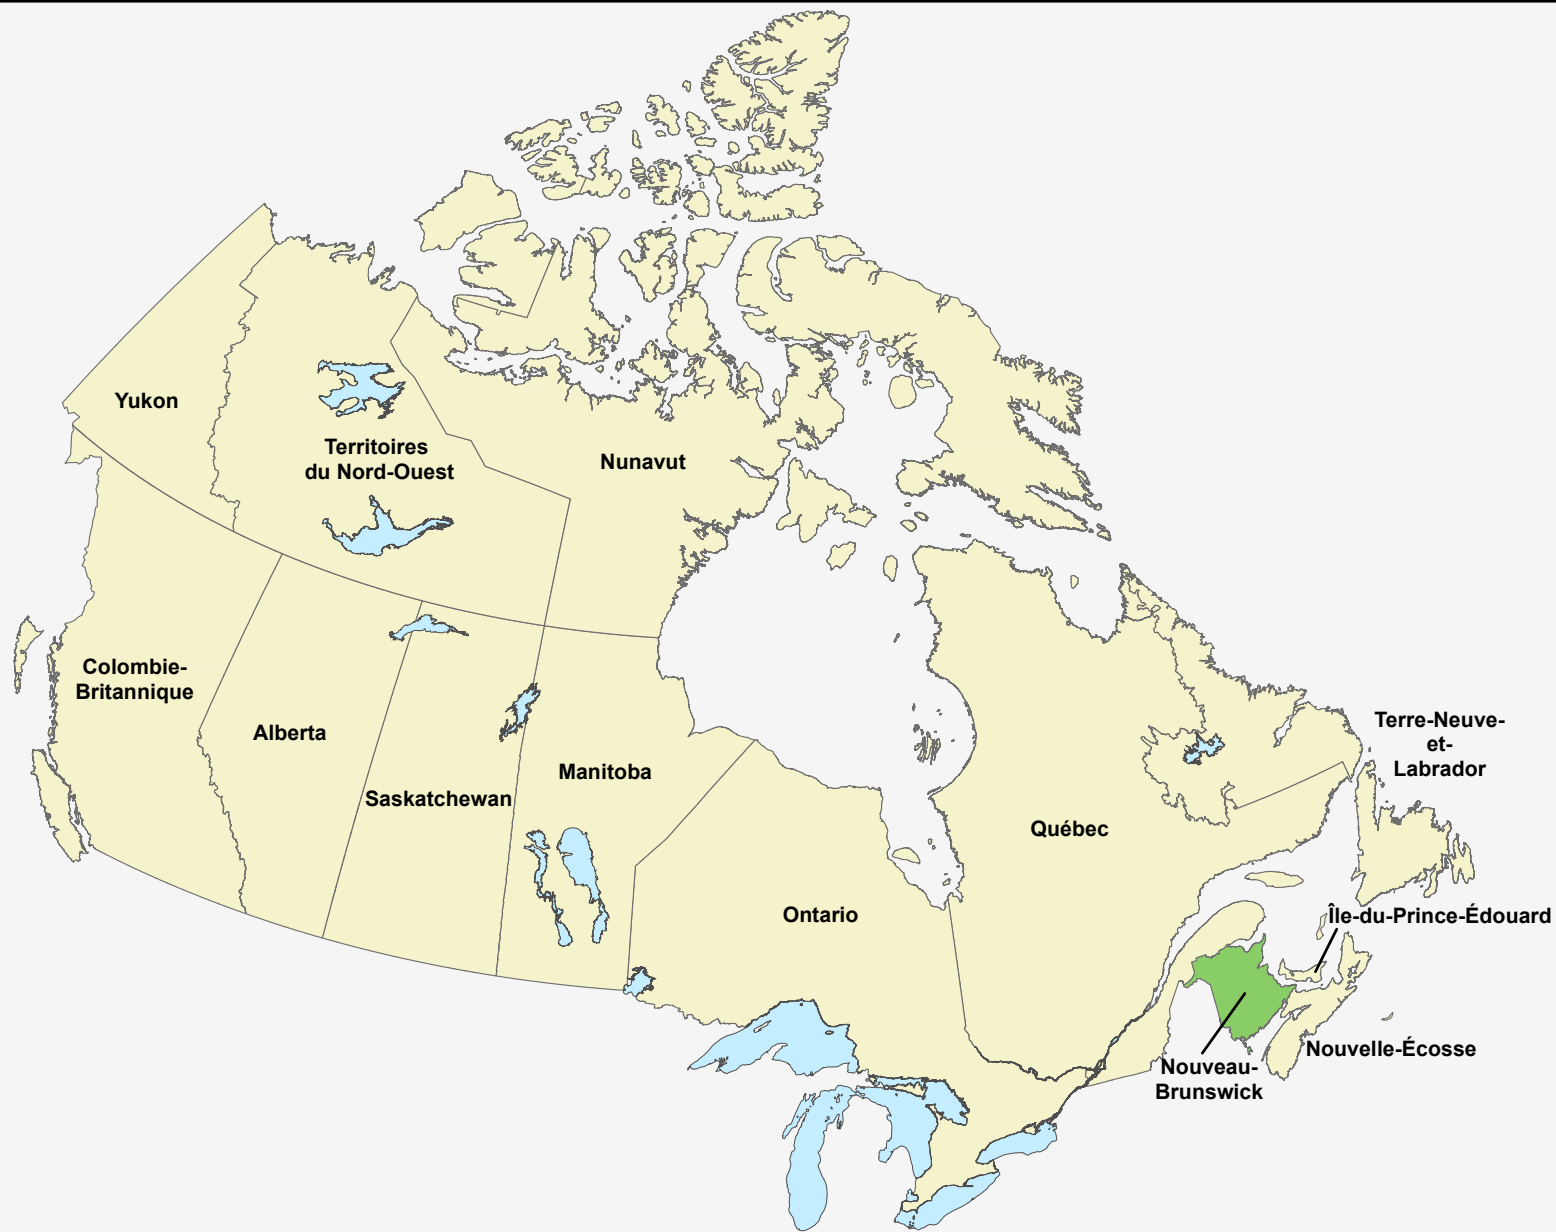 Yukon
Territoires
du Nord-Ouest
Nunavut
Colombie-
Britannique
Alberta
Saskatchewan
Manitoba
Ontario
Québec
Terre-Neuve-
et-
Labrador
Île-du-Prince-Édouard
Nouvelle-Écosse
Nouveau-
Brunswick